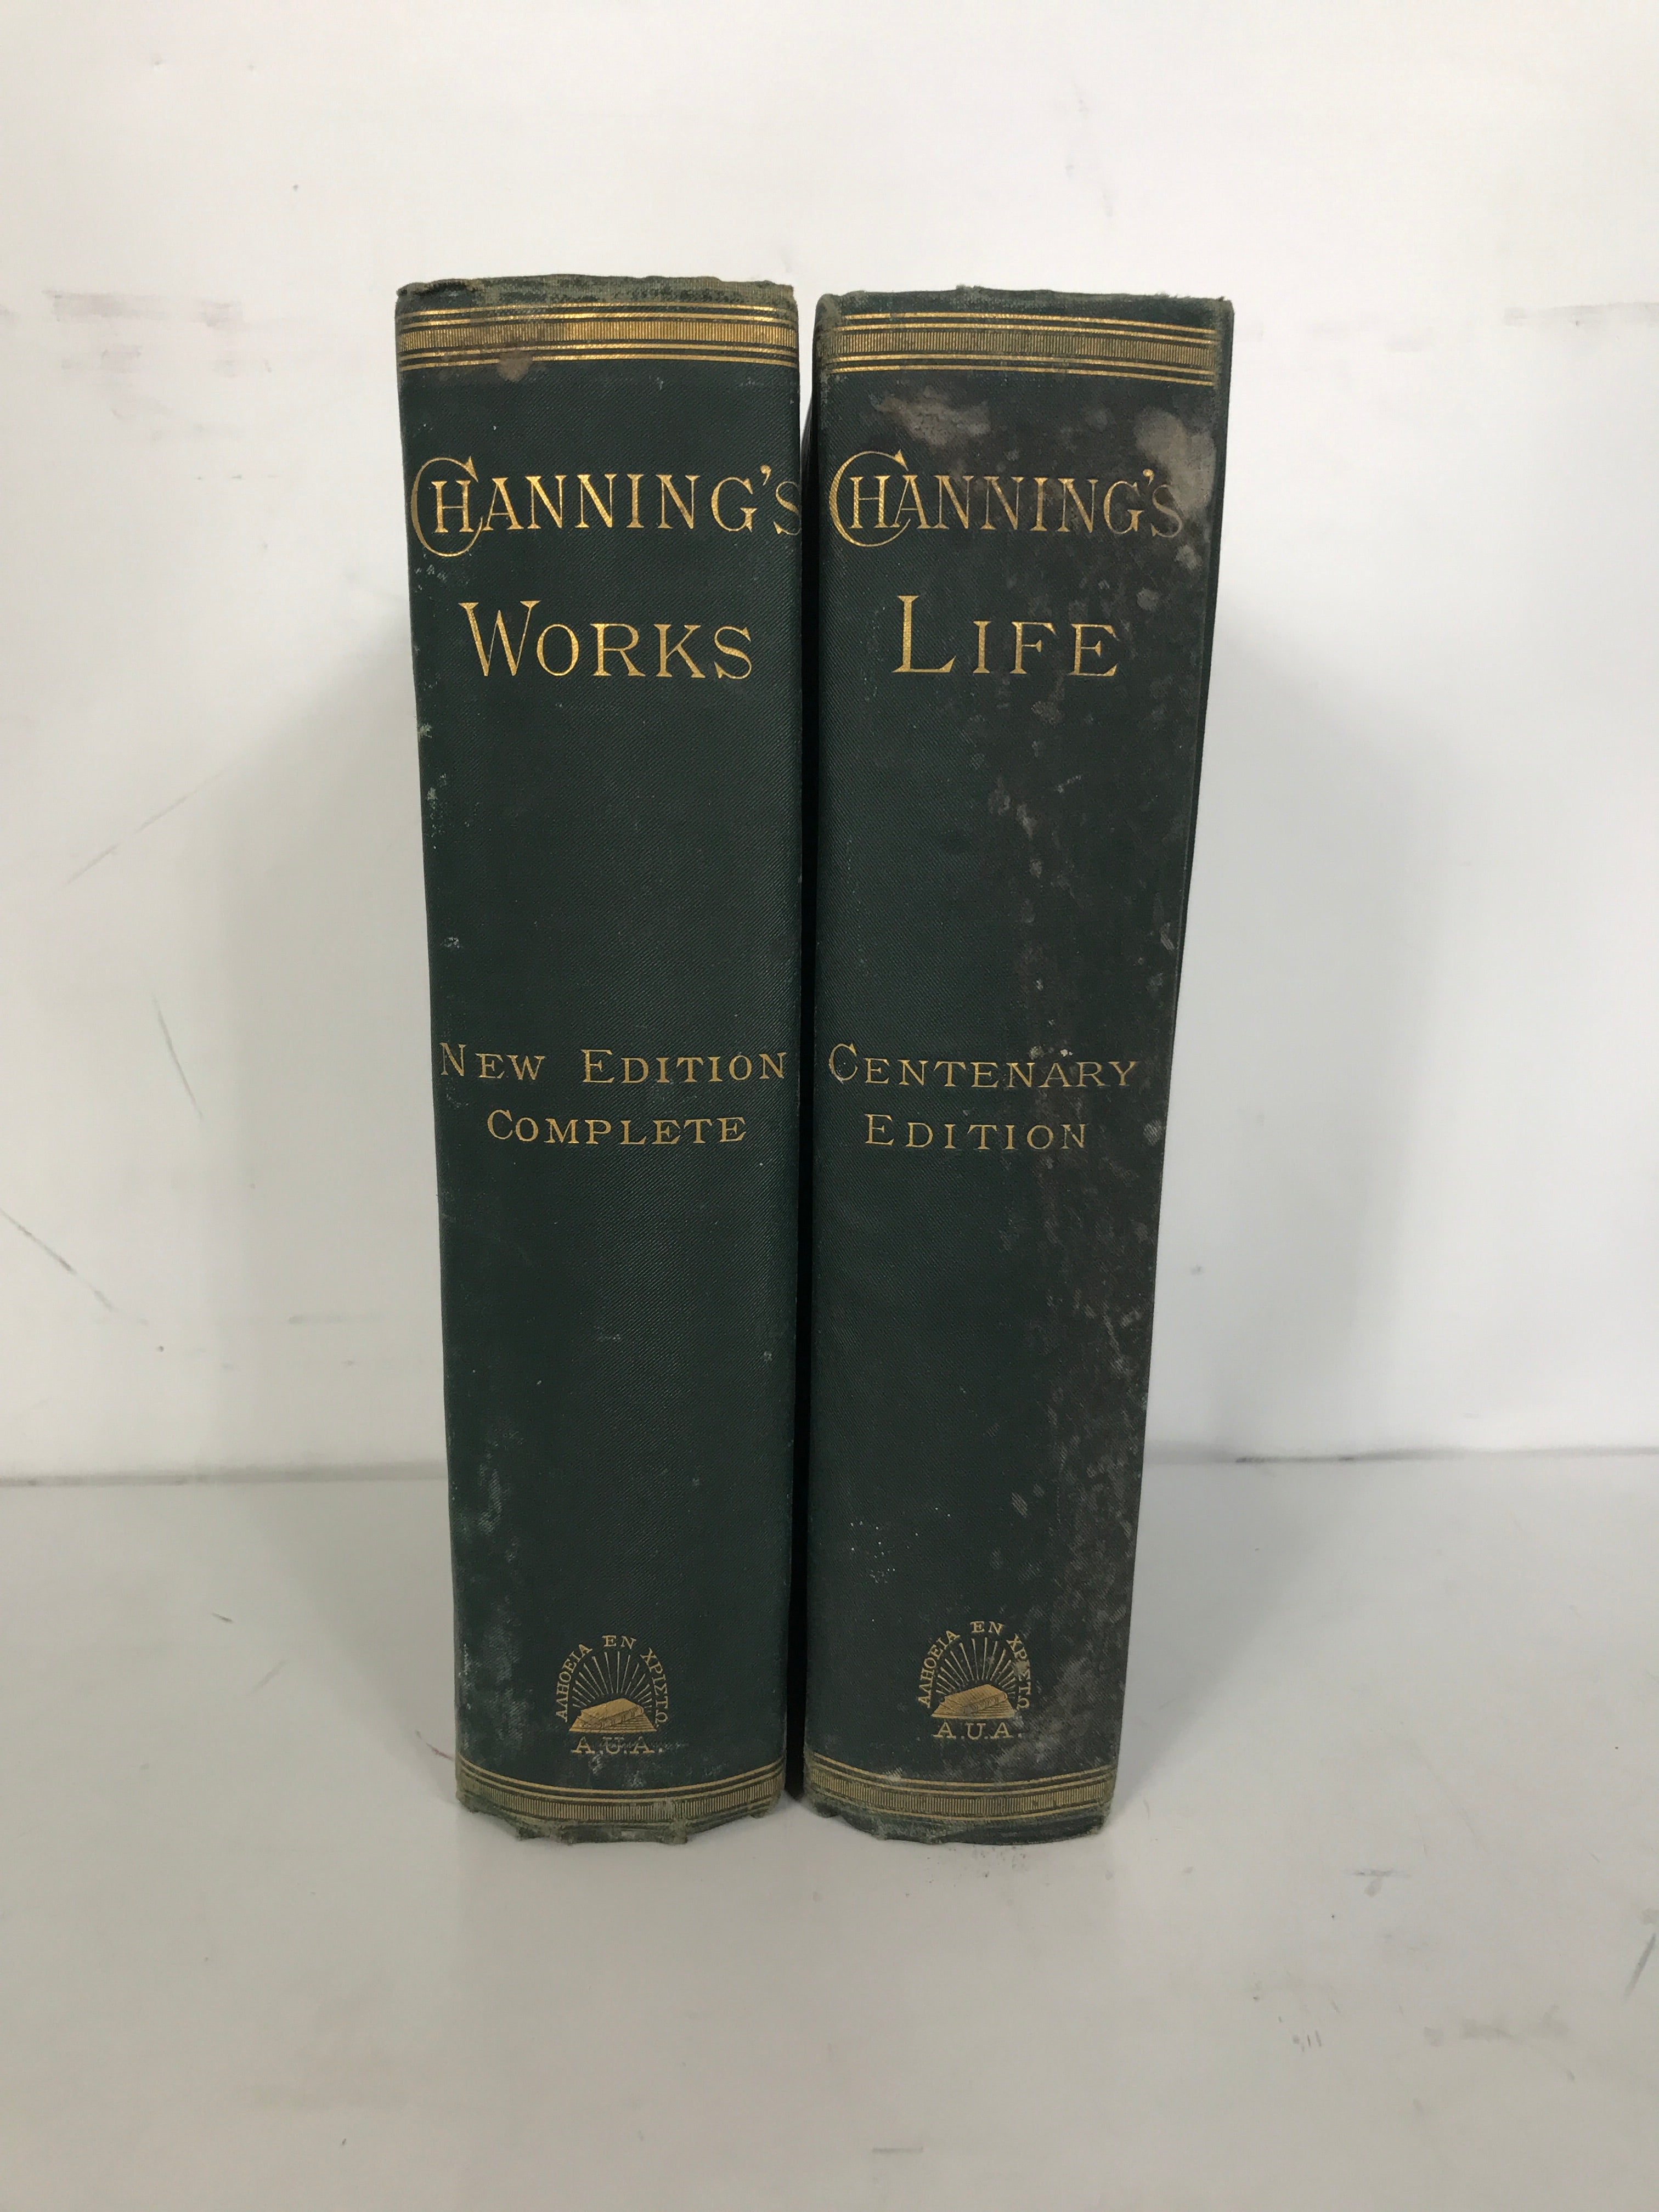 CHANNING'S
WORKS
NEW EDITION
COMPLETE
ΑΛΗΘΕΙΑ ΕΝ ΧΡΙΣΤΩ
A.U.A.
CHANNING'S
LIFE
CENTENARY
EDITION
ΑΛΗΘΕΙΑ ΕΝ ΧΡΙΣΤΩ
A.U.A.